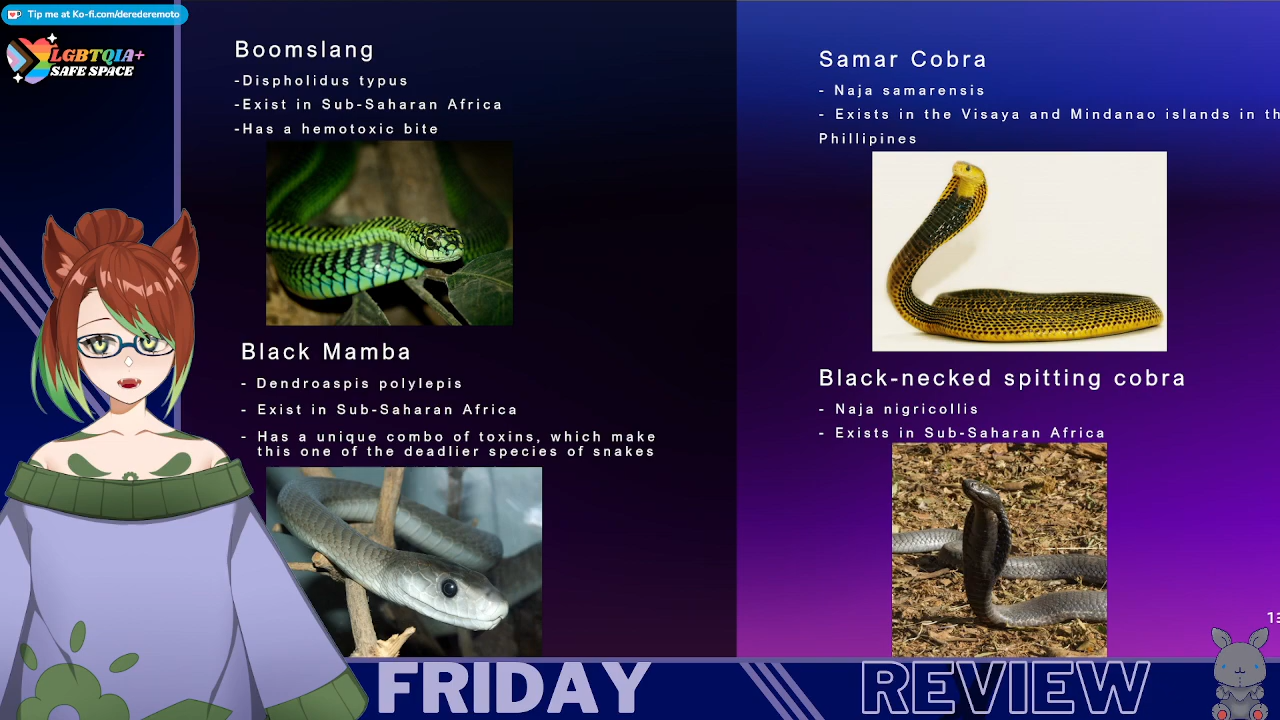 Tip me at Ko-fi.com/derederemoto
LGBTQIA+
SAFE SPACE
Boomslang
-Dispholidus typus
-Exist in Sub-Saharan Africa
-Has a hemotoxic bite
Black Mamba
- Dendroaspis polylepis
- Exist in Sub-Saharan Africa
- Has a unique combo of toxins, which make
this one of the deadlier species of snakes
Samar Cobra
- Naja samarensis
- Exists in the Visaya and Mindanao islands in th
Phillipines
Black-necked spitting cobra
- Naja nigricollis
- Exists in Sub-Saharan Africa
13
FRIDAY
REVIEW